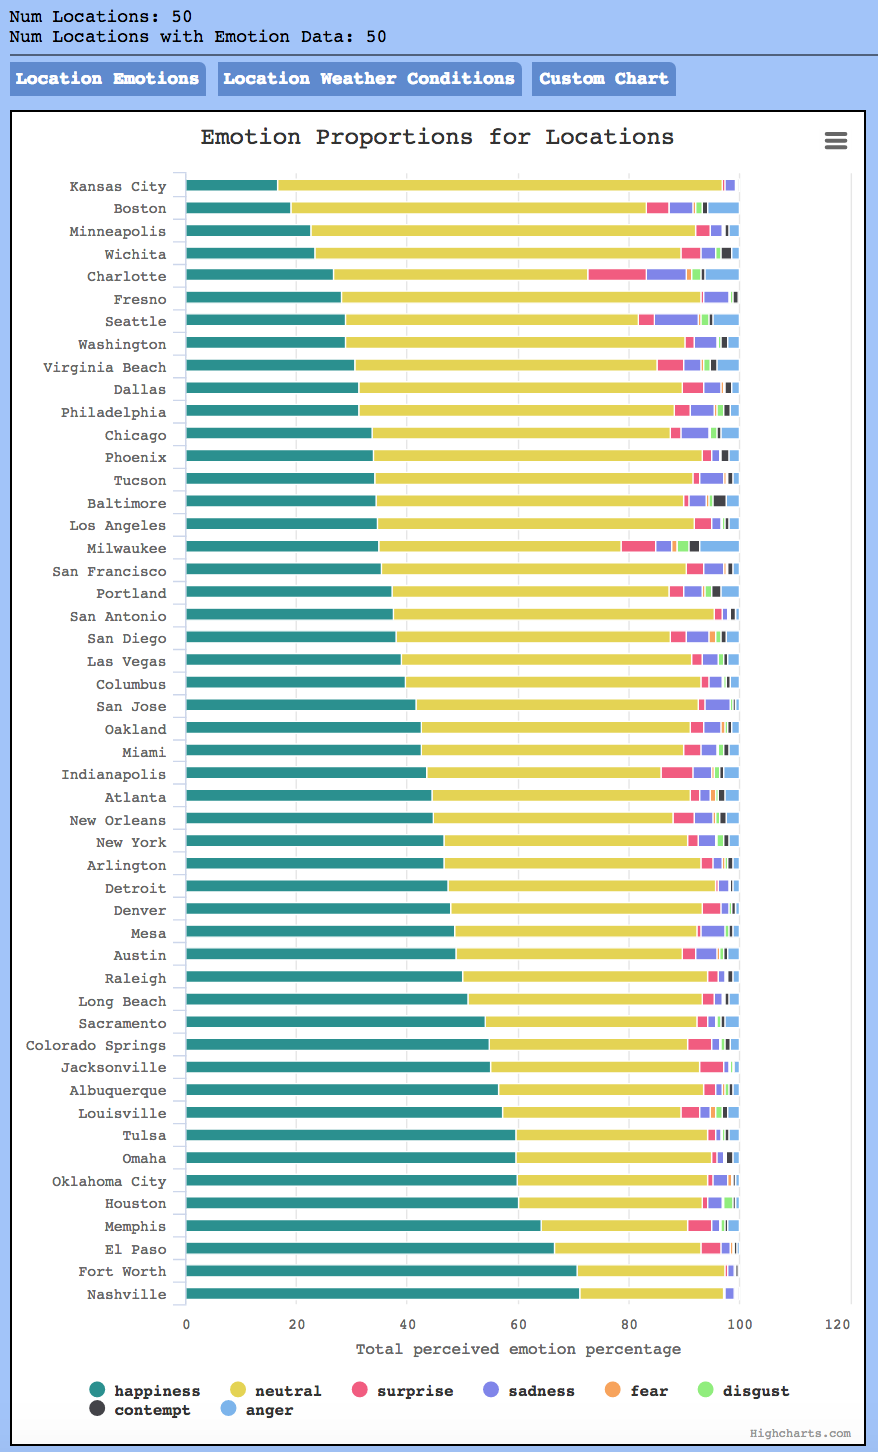 Num Locations: 50
Num Locations with Emotion Data: 50
Location Emotions Location Weather Conditions Custom Chart
Emotion Proportions for Locations
Kansas City
Boston
Minneapolis
Wichita
Charlotte
Fresno
Seattle
Washington
Virginia Beach
Dallas
Philadelphia
Chicago
Phoenix
Tucson
Baltimore
Los Angeles
Milwaukee
San Francisco
Portland
San Antonio
San Diego
Las Vegas
Columbus
San Jose
Oakland
Miami
Indianapolis
Atlanta
New Orleans
New York
Arlington
Detroit
Denver
Mesa
Austin
Raleigh
Long Beach
Sacramento
Colorado Springs
Jacksonville
Albuquerque
Louisville
Tulsa
Omaha
Oklahoma City
Houston
Memphis
El Paso
Fort Worth
Nashville
0 20 40 60 80 100 120
Total perceived emotion percentage
happiness neutral surprise sadness fear disgust
contempt anger
Highcharts.com